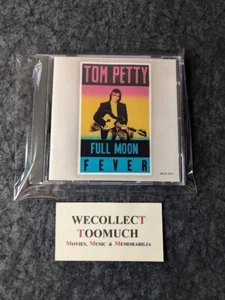 TOM PETTY
FULL MOON
FEVER
WECOLLECT
TOOMUCH
MOVIES, MUSIC & MEMORABILIA